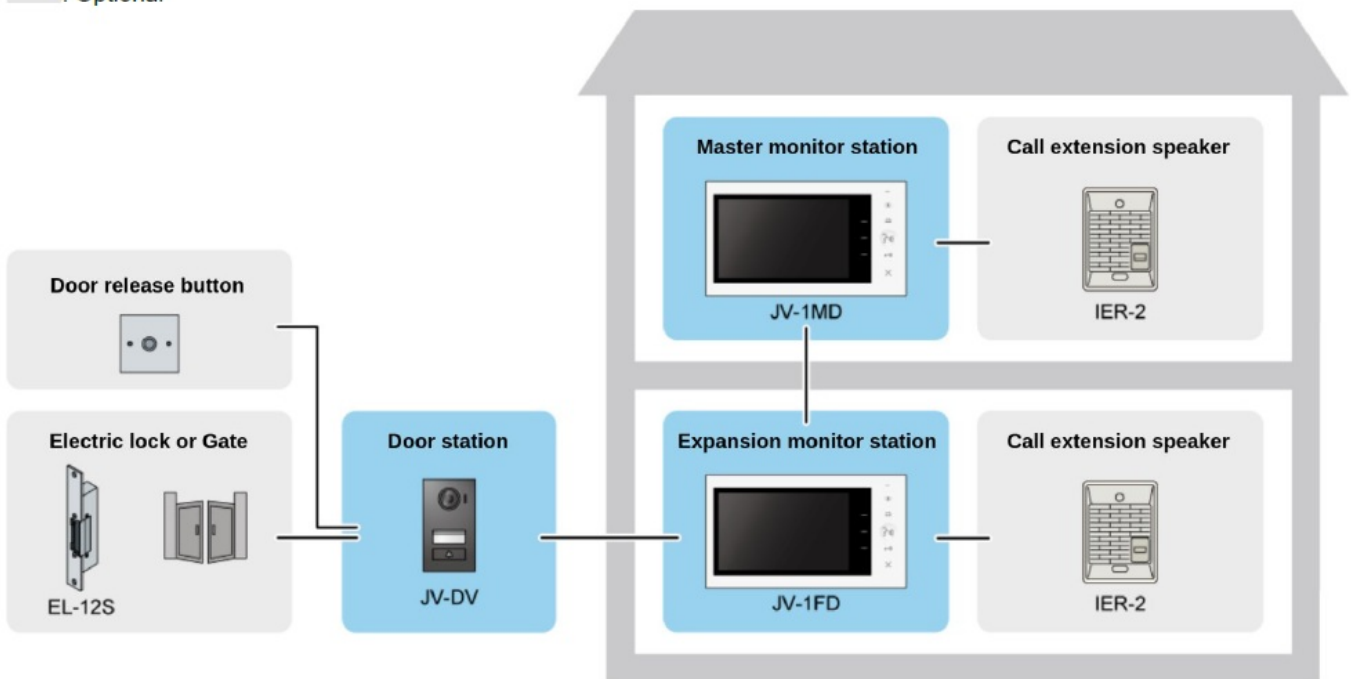 : Optional
Master monitor station
JV-1MD
Call extension speaker
IER-2
Door release button
Electric lock or Gate
EL-12S
Door station
JV-DV
Expansion monitor station
JV-1FD
Call extension speaker
IER-2